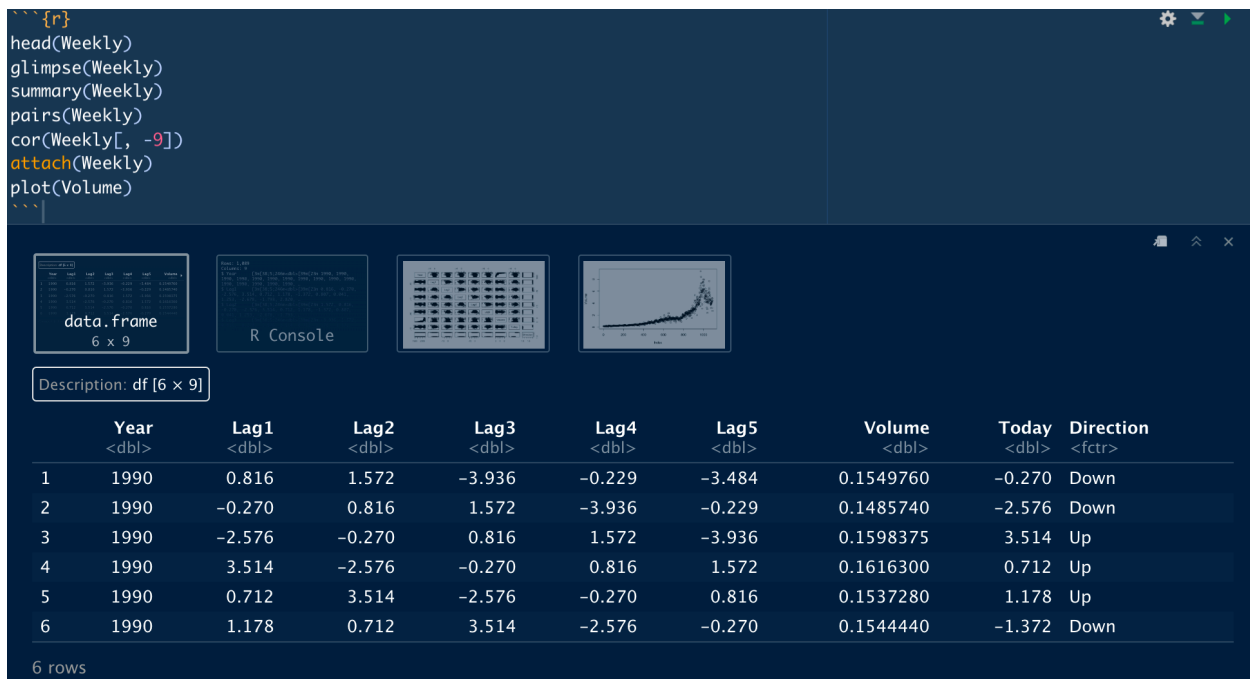 ```{r}
head(Weekly)
glimpse(Weekly)
summary(Weekly)
pairs(Weekly)
cor(Weekly[, -9])
attach(Weekly)
plot(Volume)
```
data.frame
6 x 9
R Console
Description: df [6 × 9]
Year Lag1 Lag2 Lag3 Lag4 Lag5 Volume Today Direction
<dbl> <dbl> <dbl> <dbl> <dbl> <dbl> <dbl> <dbl> <fctr>
1 1990 0.816 1.572 −3.936 −0.229 −3.484 0.1549760 −0.270 Down
2 1990 −0.270 0.816 1.572 −3.936 −0.229 0.1485740 −2.576 Down
3 1990 −2.576 −0.270 0.816 1.572 −3.936 0.1598375 3.514 Up
4 1990 3.514 −2.576 −0.270 0.816 1.572 0.1616300 0.712 Up
5 1990 0.712 3.514 −2.576 −0.270 0.816 0.1537280 1.178 Up
6 1990 1.178 0.712 3.514 −2.576 −0.270 0.1544440 −1.372 Down
6 rows